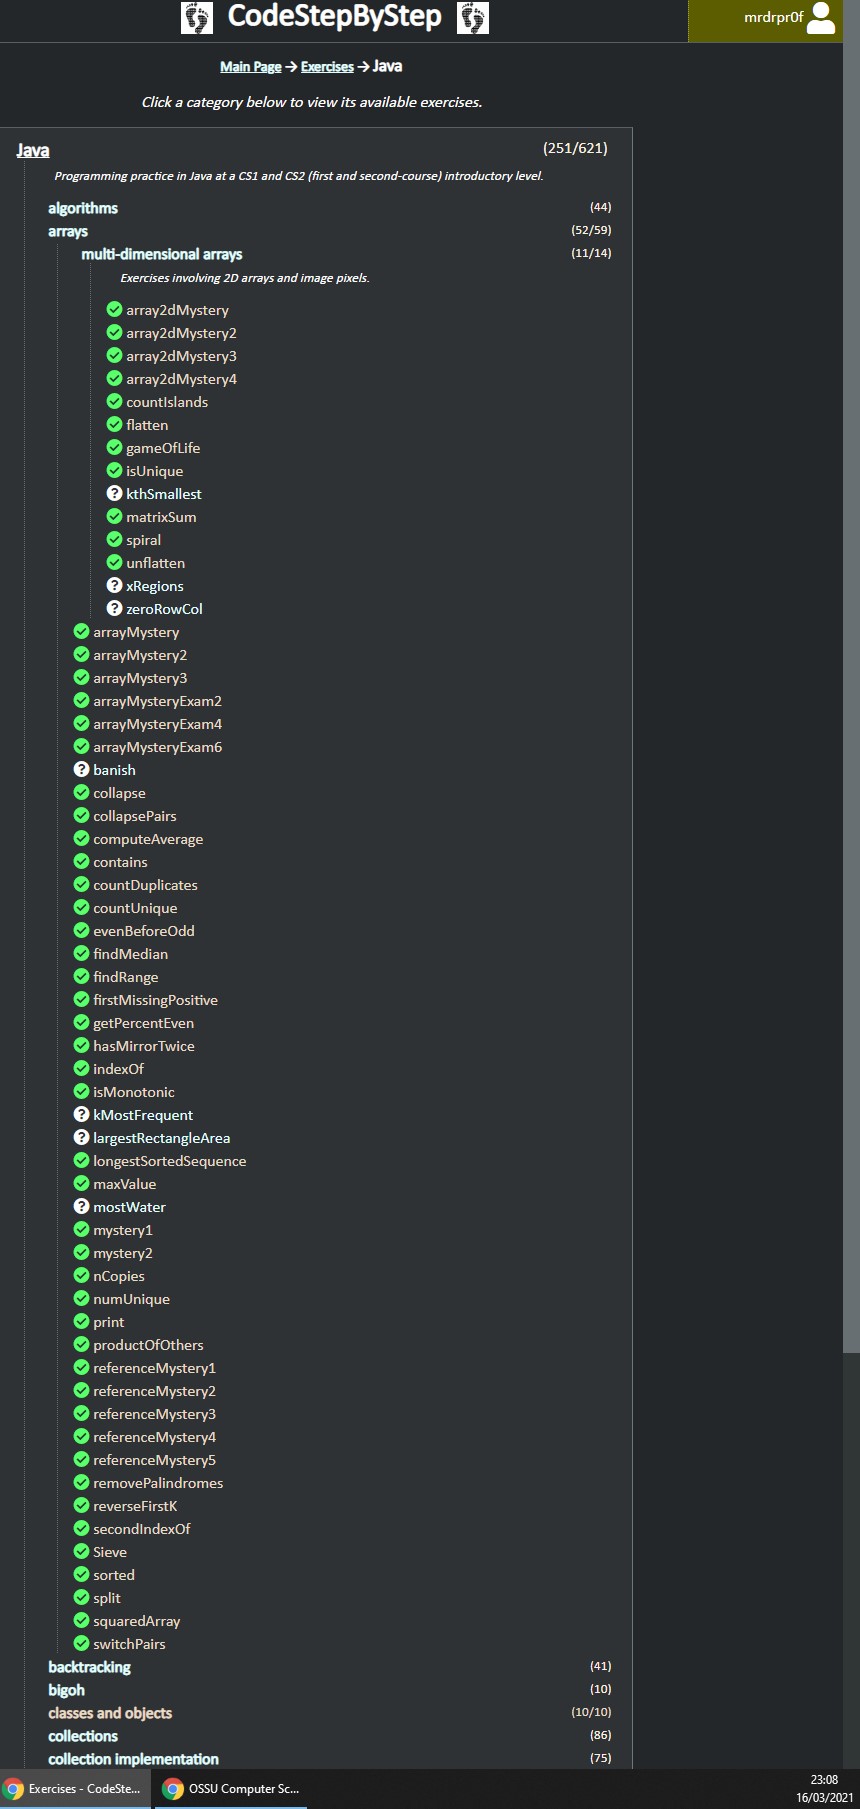 CodeStepByStep
mrdrpr0f
Main Page → Exercises → Java
Click a category below to view its available exercises.
Java (251/621)
Programming practice in Java at a CS1 and CS2 (first and second-course) introductory level.
algorithms (44)
arrays (52/59)
multi-dimensional arrays (11/14)
Exercises involving 2D arrays and image pixels.
array2dMystery
array2dMystery2
array2dMystery3
array2dMystery4
countIslands
flatten
gameOfLife
isUnique
? kthSmallest
matrixSum
spiral
unflatten
? xRegions
? zeroRowCol
arrayMystery
arrayMystery2
arrayMystery3
arrayMysteryExam2
arrayMysteryExam4
arrayMysteryExam6
? banish
collapse
collapsePairs
computeAverage
contains
countDuplicates
countUnique
evenBeforeOdd
findMedian
findRange
firstMissingPositive
getPercentEven
hasMirrorTwice
indexOf
isMonotonic
? kMostFrequent
? largestRectangleArea
longestSortedSequence
maxValue
? mostWater
mystery1
mystery2
nCopies
numUnique
print
productOfOthers
referenceMystery1
referenceMystery2
referenceMystery3
referenceMystery4
referenceMystery5
removePalindromes
reverseFirstK
secondIndexOf
Sieve
sorted
split
squaredArray
switchPairs
backtracking (41)
bigoh (10)
classes and objects (10/10)
collections (86)
collection implementation (75)
Exercises - CodeSte... OSSU Computer Sc... 23:08
16/03/2021